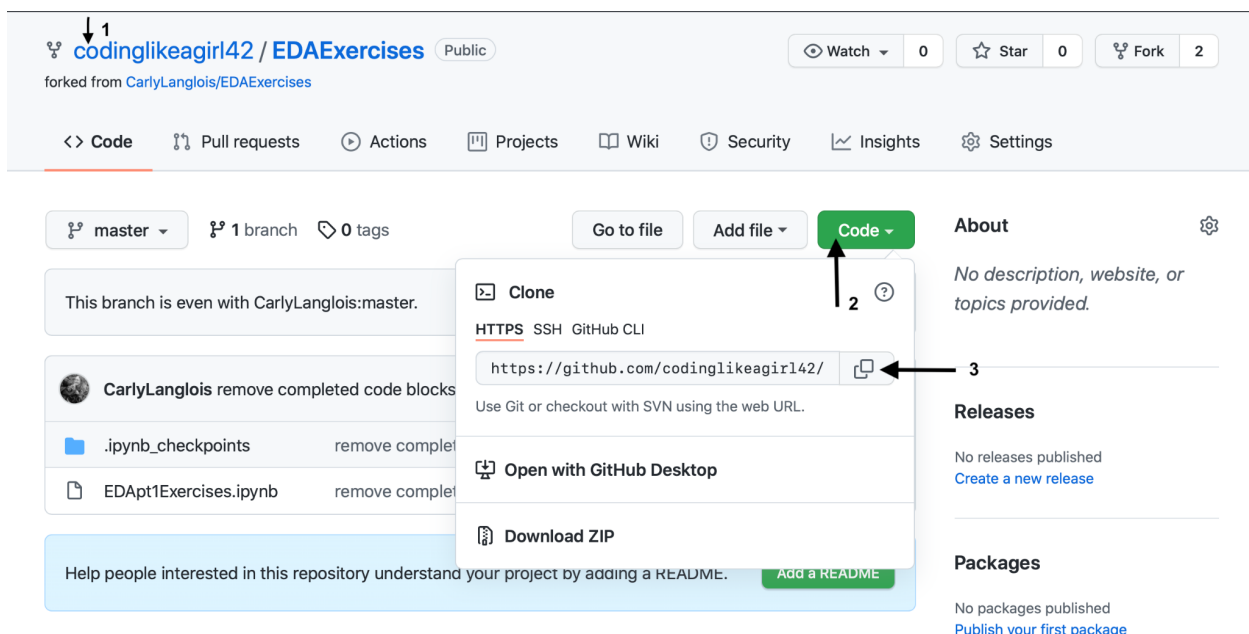 1
codinglikeagirl42 / EDAExercises Public
Watch 0 Star 0 Fork 2
forked from CarlyLanglois/EDAExercises
Code Pull requests Actions Projects Wiki Security Insights Settings
master 1 branch 0 tags Go to file Add file Code
About
No description, website, or
topics provided.
This branch is even with CarlyLanglois:master.
Clone
2
HTTPS SSH GitHub CLI
https://github.com/codinglikeagirl42/
3
Use Git or checkout with SVN using the web URL.
CarlyLanglois remove completed code blocks
.ipynb_checkpoints remove complet
EDApt1Exercises.ipynb remove complet
Open with GitHub Desktop
Download ZIP
Releases
No releases published
Create a new release
Help people interested in this repository understand your project by adding a README. Add a README
Packages
No packages published
Publish your first package